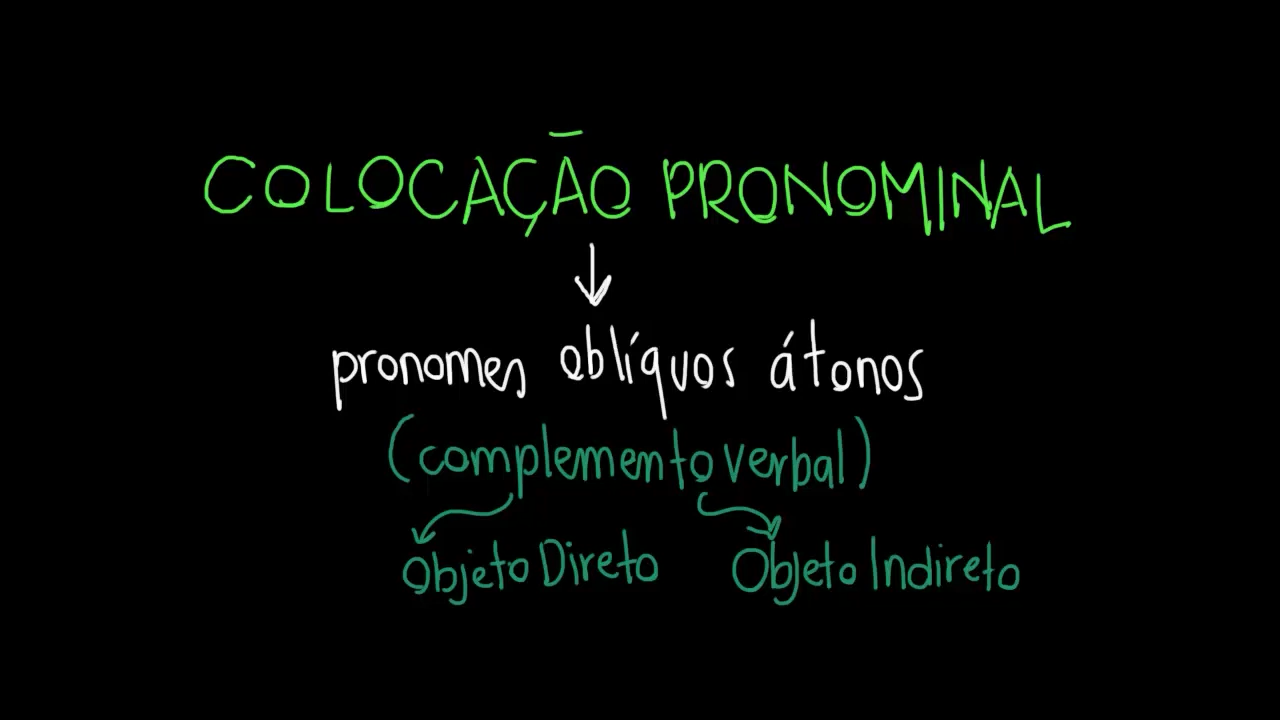 COLOCAÇÃO PRONOMINAL
pronomes oblíquos átonos
(complemento verbal)
Objeto Direto Objeto Indireto